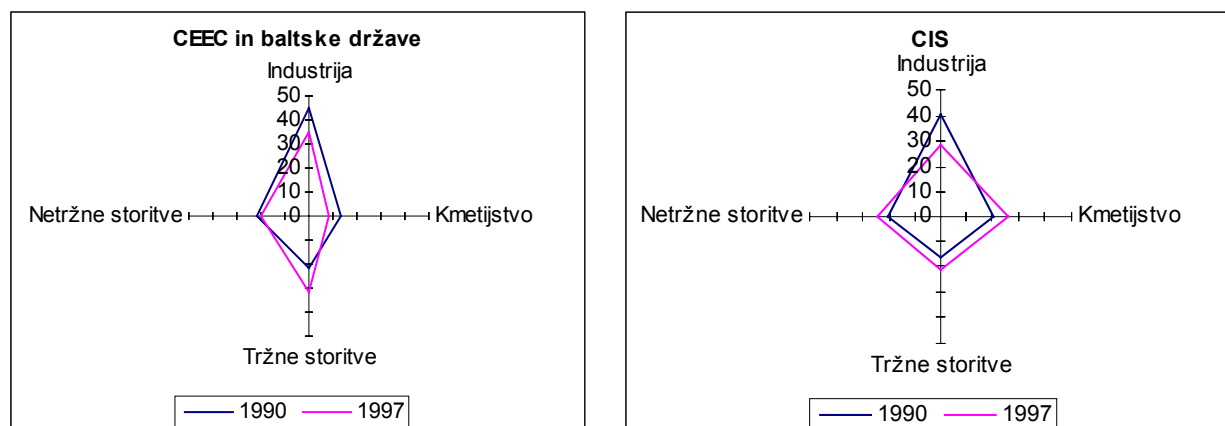 CEEC in baltske države
Industrija
50
40
30
20
10
0
Netržne storitve
Kmetijstvo
Tržne storitve
1990
1997
CIS
Industrija
50
40
30
20
10
0
Netržne storitve
Kmetijstvo
Tržne storitve
1990
1997